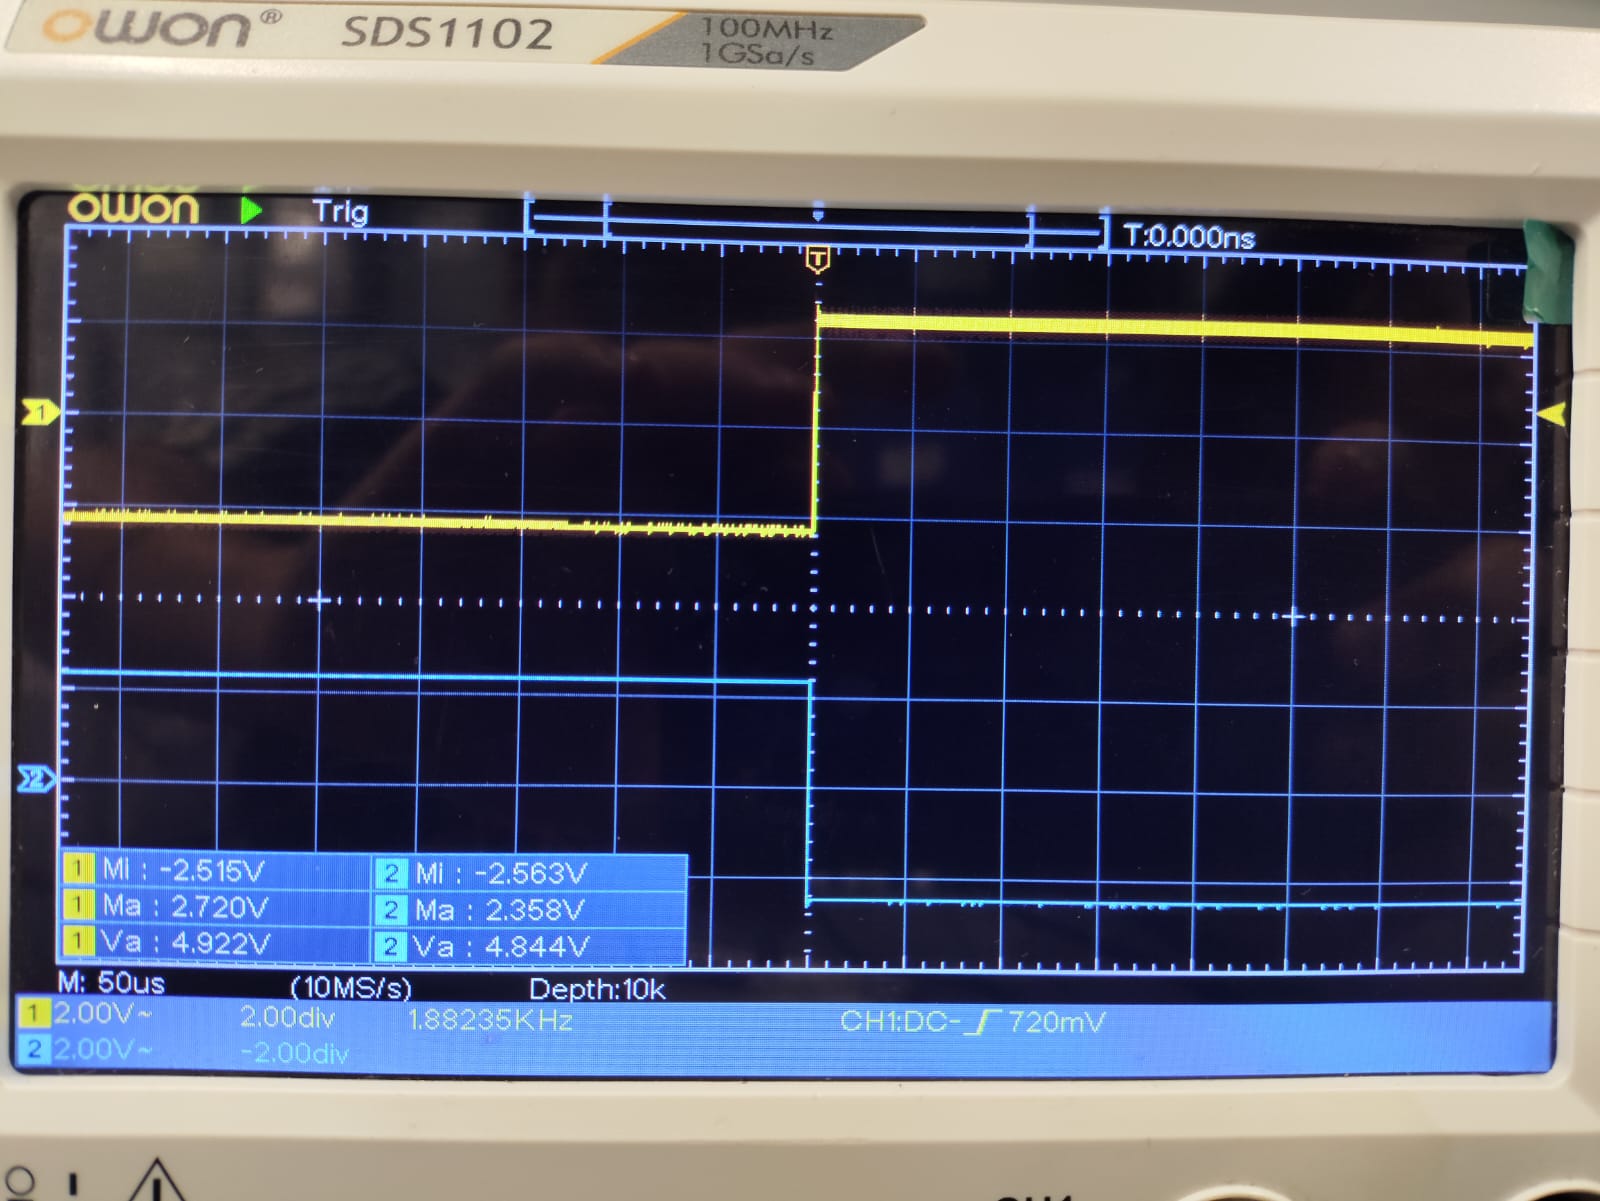 owon® SDS1102 100MHz
1GSa/s
owon Trig T:0.000ns
T
1
2
1 Mi : -2.515V 2 Mi : -2.563V
1 Ma : 2.720V 2 Ma : 2.358V
1 Va : 4.922V 2 Va : 4.844V
M: 50us (10MS/s) Depth:10k
1 2.00V~ 2.00div 1.88235KHz CH1:DC- 720mV
2 2.00V~ -2.00div